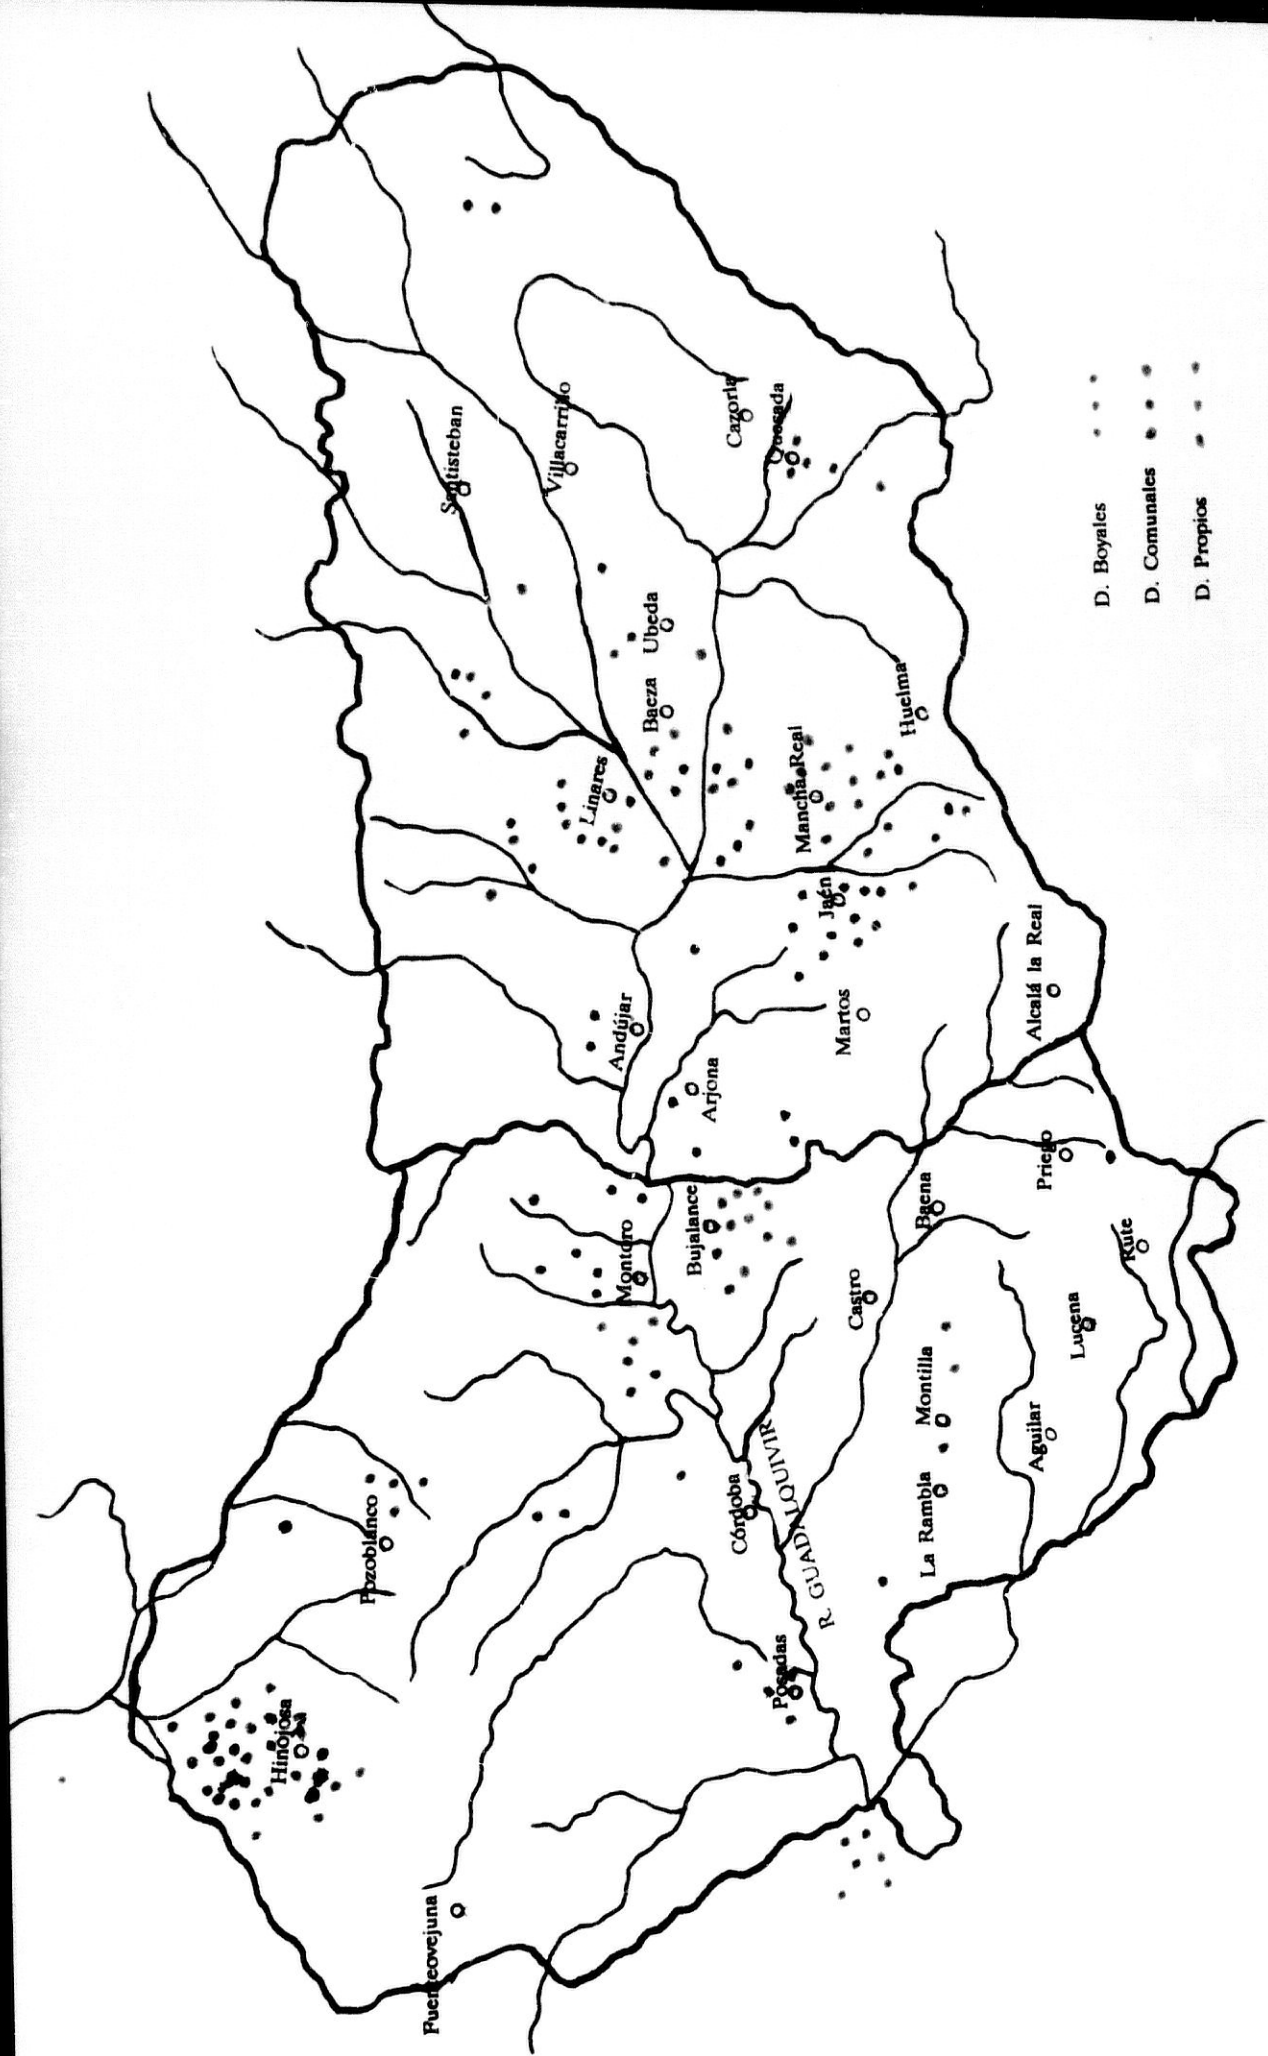 Hinojosa
Pozoblanco
Fuenteovejuna
Posadas
Córdoba
R. GUADALQUIVIR
La Rambla
Montilla
Aguilar
Lucena
Rute
Priego
Baena
Castro
Montoro
Bujalance
Andújar
Arjona
Martos
Alcalá la Real
Jaén
Mancha Real
Huelma
Linares
Baeza
Ubeda
Santisteban
Villacarrillo
Cazorla
Quesada
D. Boyales
D. Comunales
D. Propios